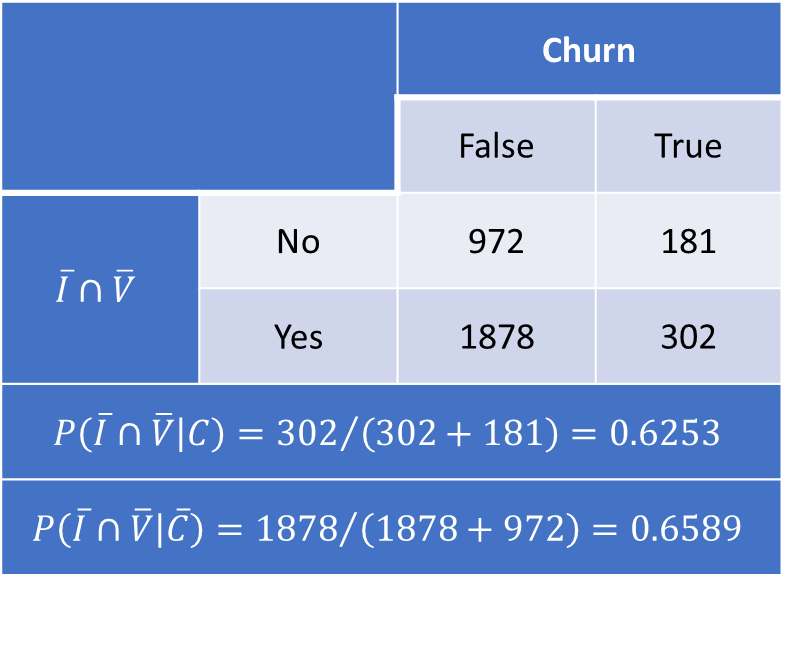 Churn
False True
No 972 181
Ī ∩ V̄
Yes 1878 302
P(Ī ∩ V̄|C) = 302/(302 + 181) = 0.6253
P(Ī ∩ V̄|C̄) = 1878/(1878 + 972) = 0.6589